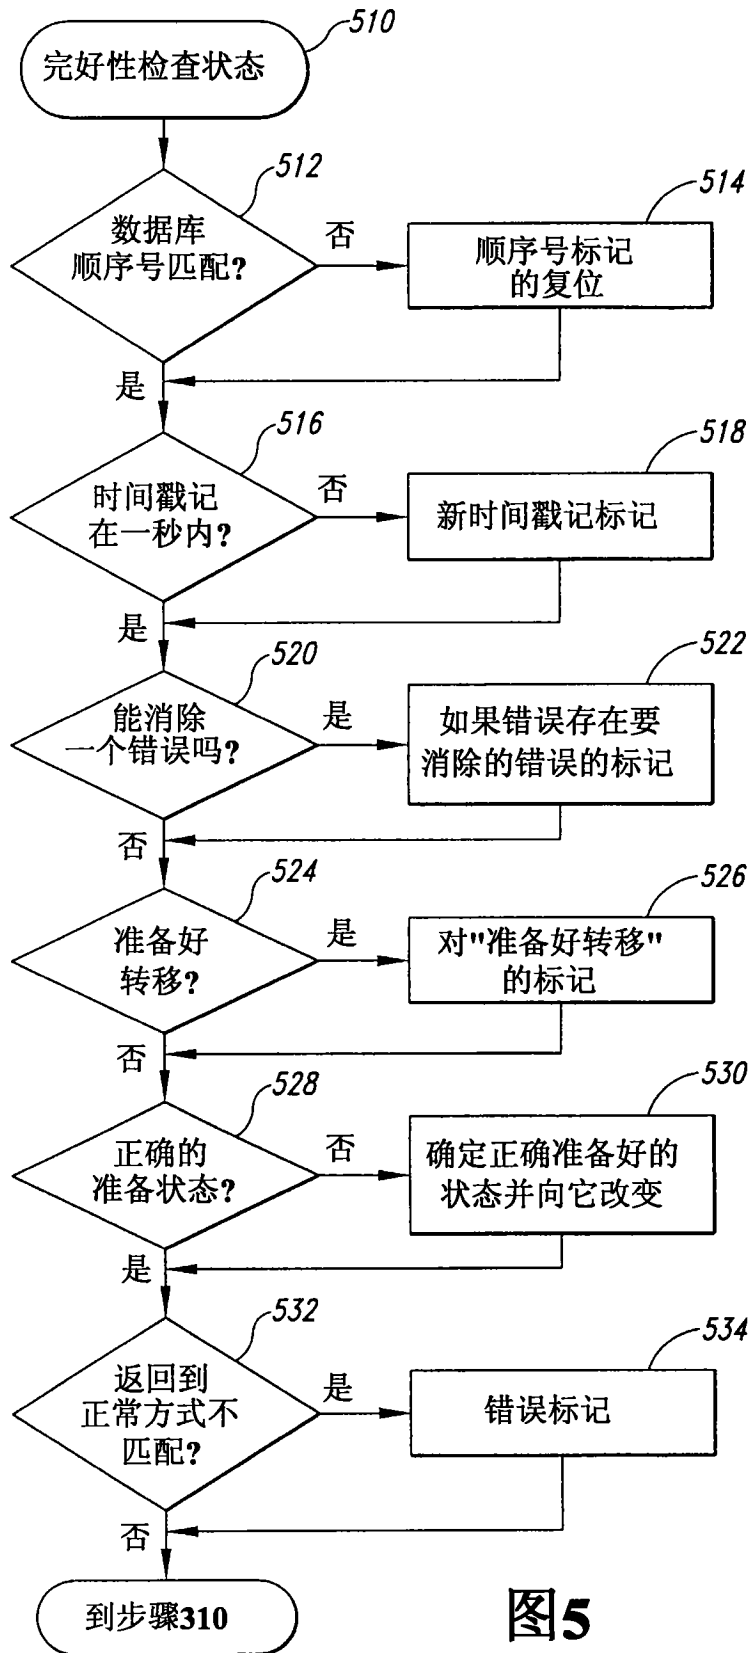 510
完好性检查状态
512
数据库
顺序号匹配?
否
514
顺序号标记
的复位
是
516
时间戳记
在一秒内?
否
518
新时间戳记标记
是
520
能消除
一个错误吗?
是
522
如果错误存在要
消除的错误的标记
否
524
准备好
转移?
是
526
对"准备好转移"
的标记
否
528
正确的
准备状态?
否
530
确定正确准备好的
状态并向它改变
是
532
返回到
正常方式不
匹配?
是
534
错误标记
否
到步骤310
图5